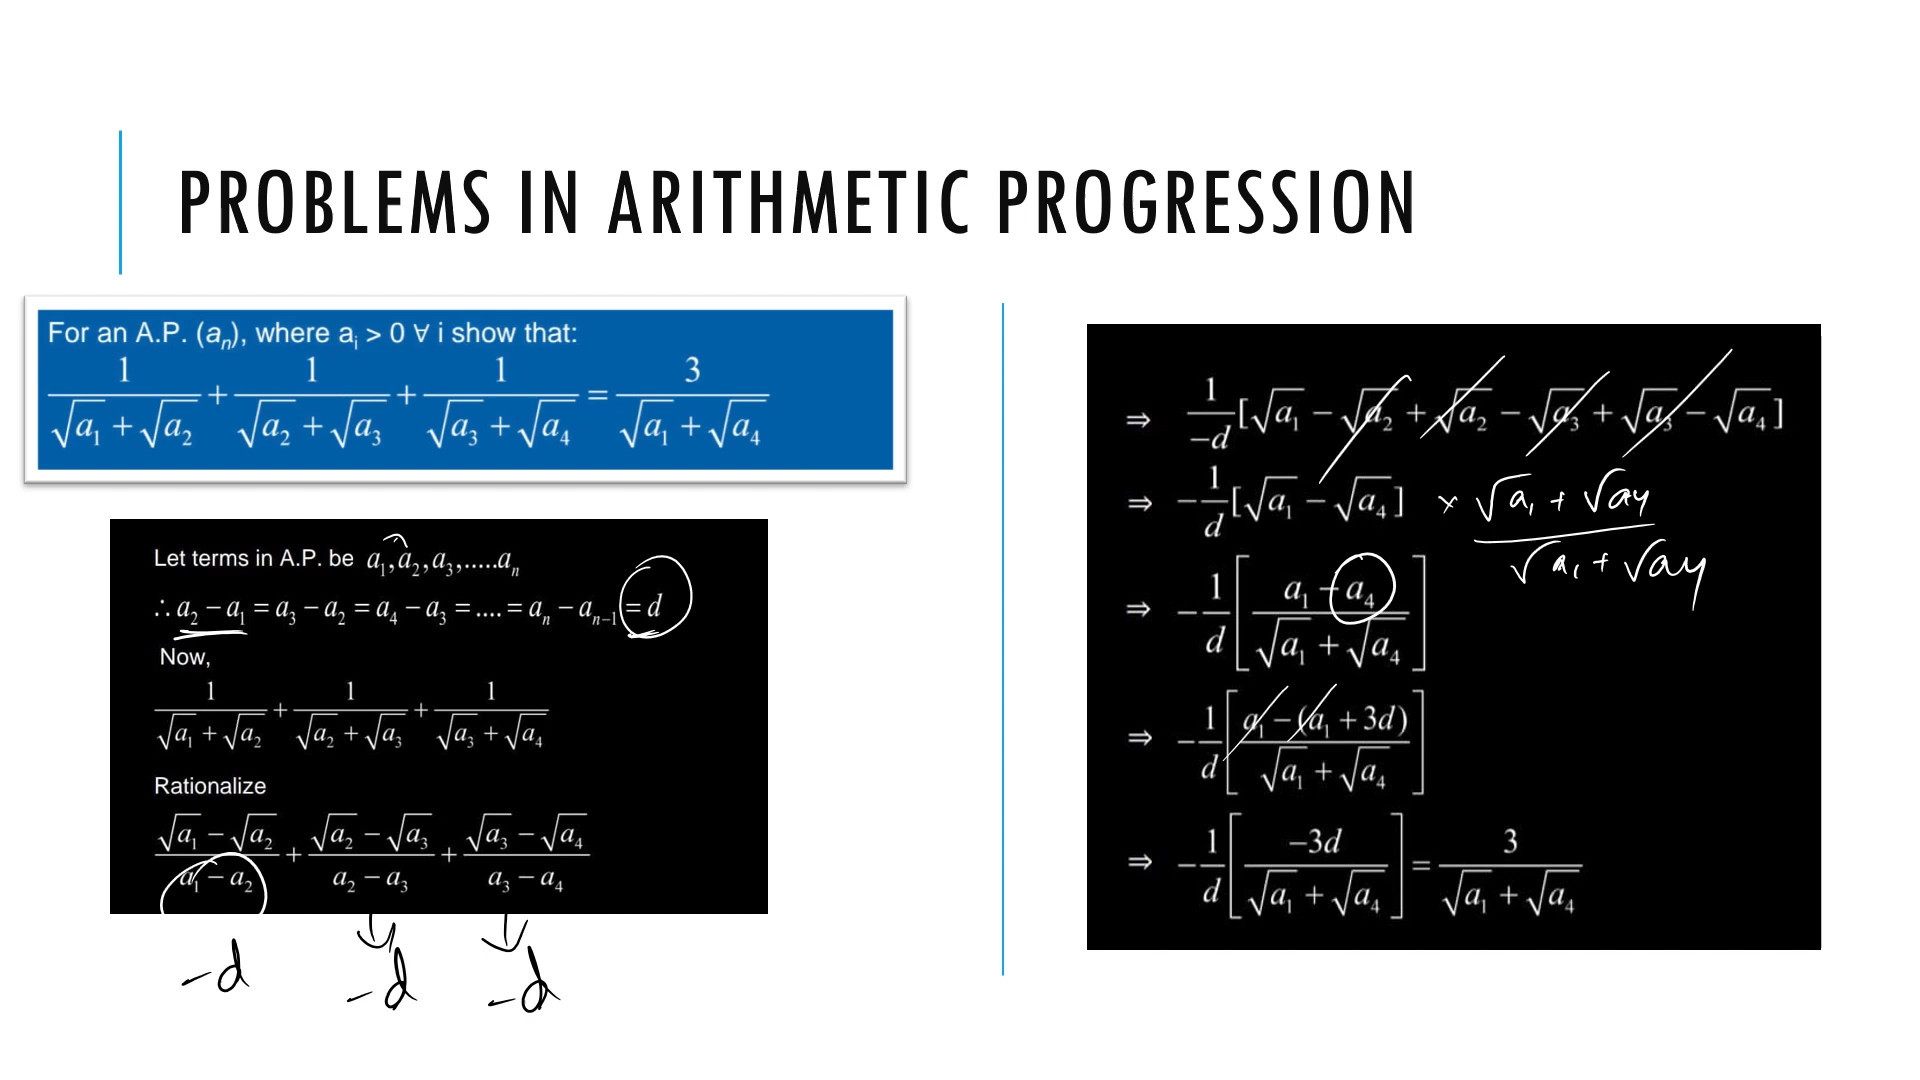 PROBLEMS IN ARITHMETIC PROGRESSION
For an A.P. (aₙ), where aᵢ > 0 ∀ i show that:
1/(√a₁ + √a₂) + 1/(√a₂ + √a₃) + 1/(√a₃ + √a₄) = 3/(√a₁ + √a₄)
Let terms in A.P. be a₁,a₂,a₃,.....aₙ
∴ a₂ − a₁ = a₃ − a₂ = a₄ − a₃ = .... = aₙ − aₙ₋₁ = d
Now,
1/(√a₁ + √a₂) + 1/(√a₂ + √a₃) + 1/(√a₃ + √a₄)
Rationalize
(√a₁ − √a₂)/(a₁ − a₂) + (√a₂ − √a₃)/(a₂ − a₃) + (√a₃ − √a₄)/(a₃ − a₄)
−d −d −d
⇒ 1/−d [√a₁ − √a₂ + √a₂ − √a₃ + √a₃ − √a₄]
⇒ −1/d [√a₁ − √a₄] × (√a₁ + √a4)/(√a₁ + √a4)
⇒ −1/d [(a₁ − a₄)/(√a₁ + √a₄)]
⇒ −1/d [(a₁ − (a₁ + 3d))/(√a₁ + √a₄)]
⇒ −1/d [−3d/(√a₁ + √a₄)] = 3/(√a₁ + √a₄)